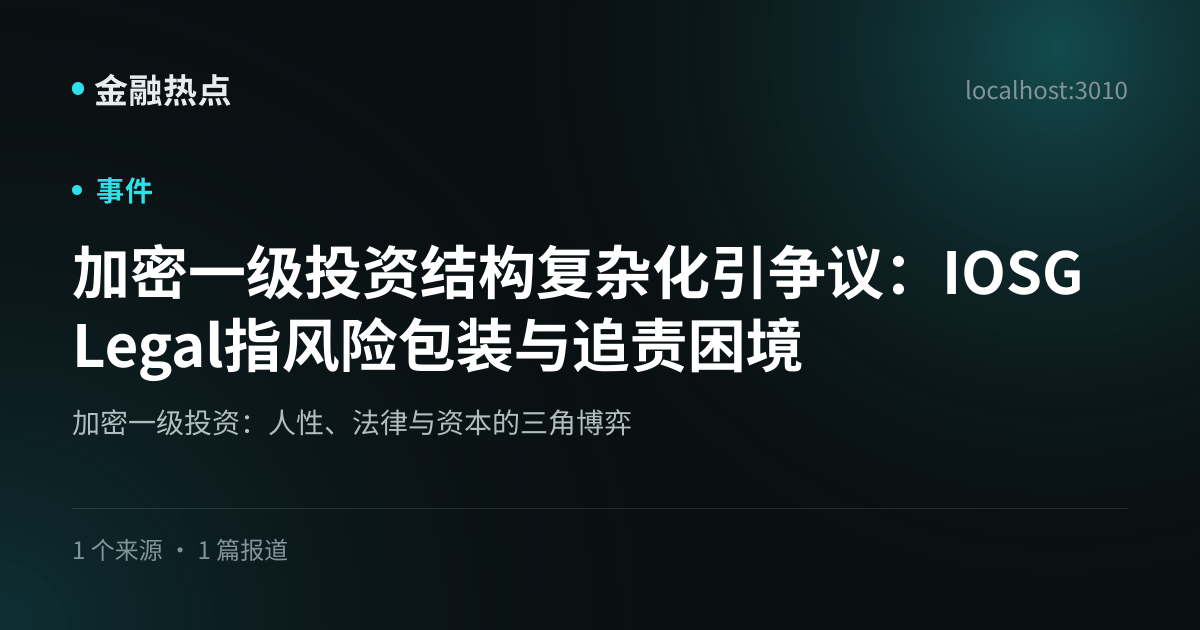 金融热点
localhost:3010
事件
加密一级投资结构复杂化引争议：IOSG
Legal指风险包装与追责困境
加密一级投资：人性、法律与资本的三角博弈
1 个来源 · 1 篇报道